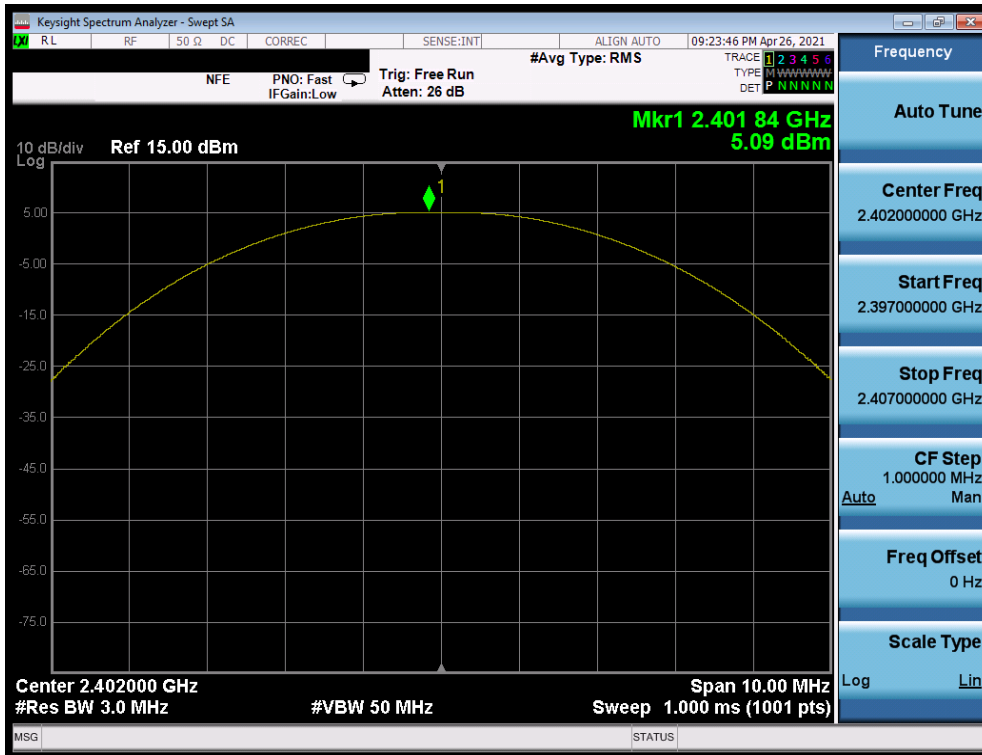 Keysight Spectrum Analyzer - Swept SA
LXI RL RF 50 Ω DC CORREC SENSE:INT ALIGN AUTO 09:23:46 PM Apr 26, 2021
Frequency
#Avg Type: RMS TRACE 1 2 3 4 5 6
NFE PNO: Fast Trig: Free Run TYPE M WWWWW
IFGain:Low Atten: 26 dB DET P N N N N N
Auto Tune
Mkr1 2.401 84 GHz
5.09 dBm
10 dB/div Ref 15.00 dBm
Log
1
5.00
-5.00
-15.0
-25.0
-35.0
-45.0
-55.0
-65.0
-75.0
Center Freq
2.402000000 GHz
Start Freq
2.397000000 GHz
Stop Freq
2.407000000 GHz
CF Step
1.000000 MHz
Auto Man
Freq Offset
0 Hz
Scale Type
Log Lin
Center 2.402000 GHz Span 10.00 MHz
#Res BW 3.0 MHz #VBW 50 MHz Sweep 1.000 ms (1001 pts)
MSG STATUS